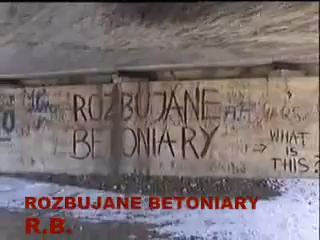 ROZBUJANE
BETONIARY
→ WHAT
IS
THIS?
ROZBUJANE BETONIARY
R.B.